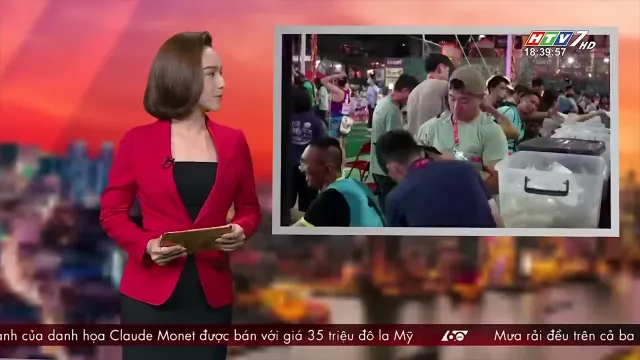 HTV7 HD
18:39:57
anh của danh họa Claude Monet được bán với giá 35 triệu đô la Mỹ 60 Mưa rải đều trên cả ba